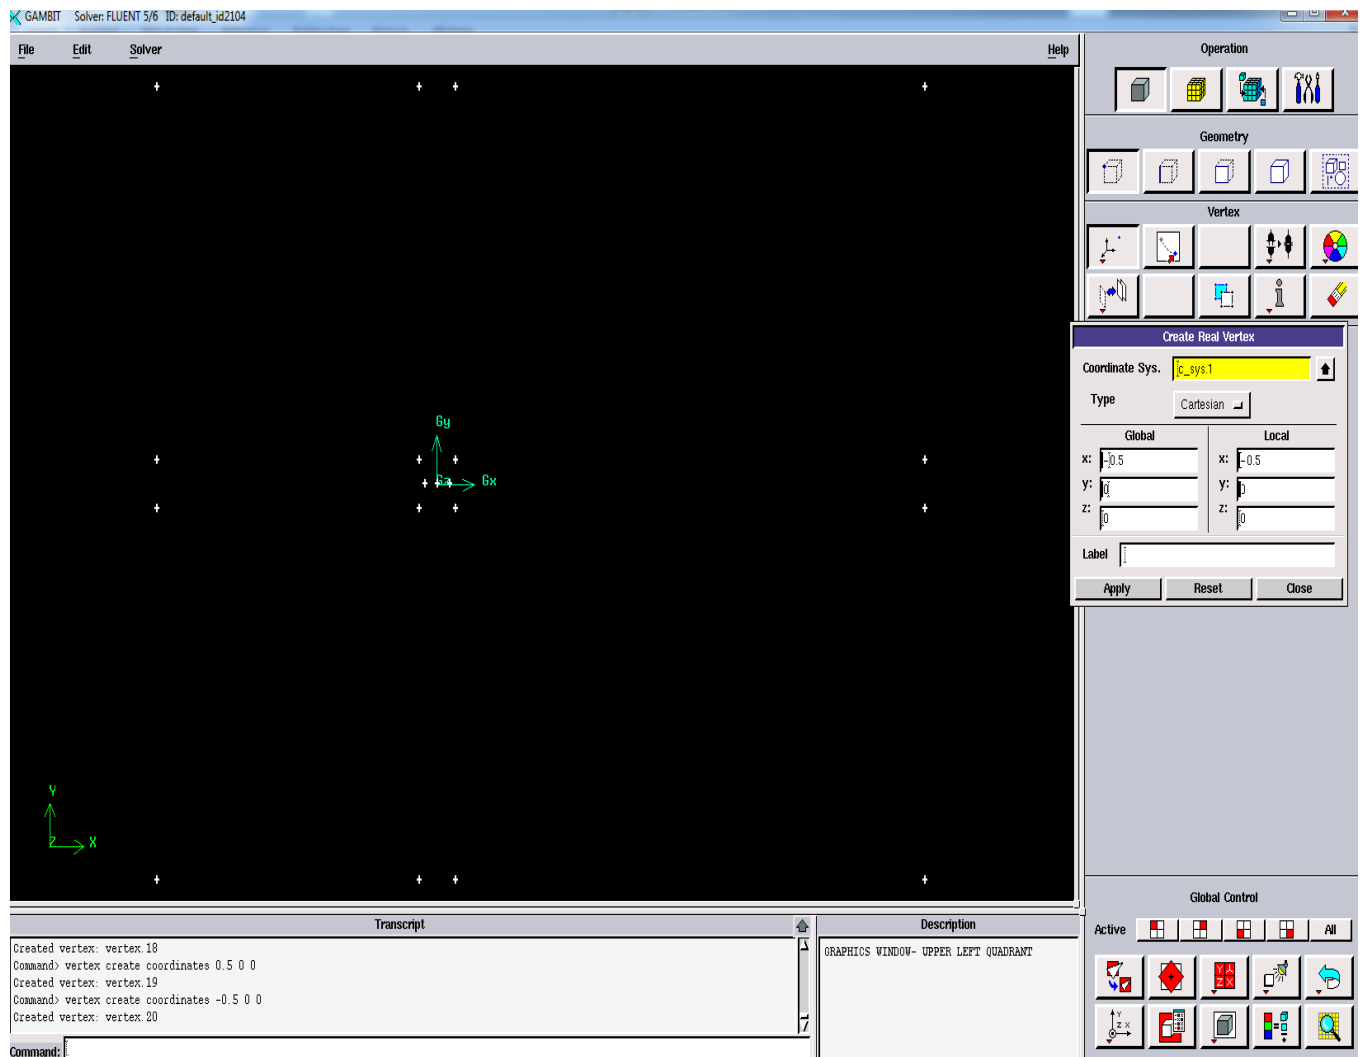 GAMBIT Solver: FLUENT 5/6 ID: default_id2104
File Edit Solver Help
Operation
Geometry
Vertex
Create Real Vertex
Coordinate Sys. c_sys.1
Type Cartesian
Global Local
x: -0.5 x: -0.5
y: 0 y: 0
z: 0 z: 0
Label
Apply Reset Close
Gy
Gz Gx
Y
Z X
Global Control
Active All
Transcript
Created vertex: vertex.18
Command> vertex create coordinates 0.5 0 0
Created vertex: vertex.19
Command> vertex create coordinates -0.5 0 0
Created vertex: vertex.20
Command:
Description
GRAPHICS WINDOW- UPPER LEFT QUADRANT